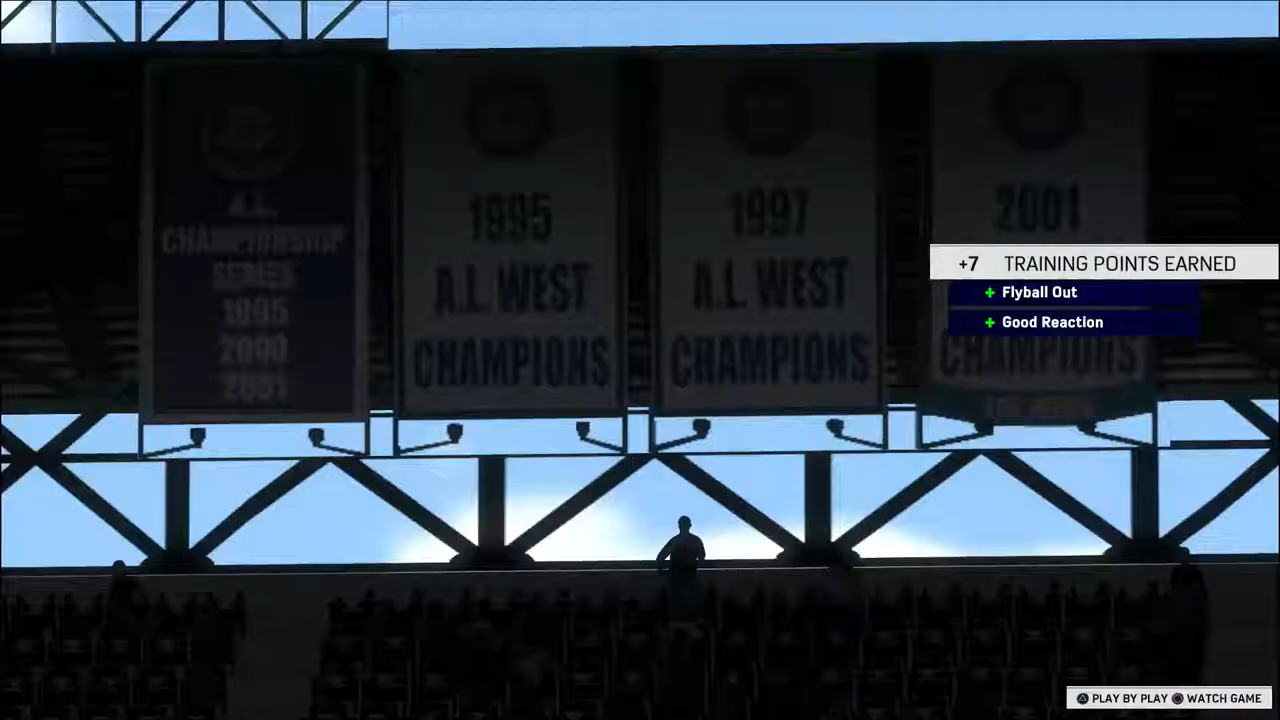 A.L.
CHAMPIONSHIP
SERIES
1995
2000
2001
1995
A.L. WEST
CHAMPIONS
1997
A.L. WEST
CHAMPIONS
2001
CHAMPIONS
+7 TRAINING POINTS EARNED
+ Flyball Out
+ Good Reaction
PLAY BY PLAY WATCH GAME